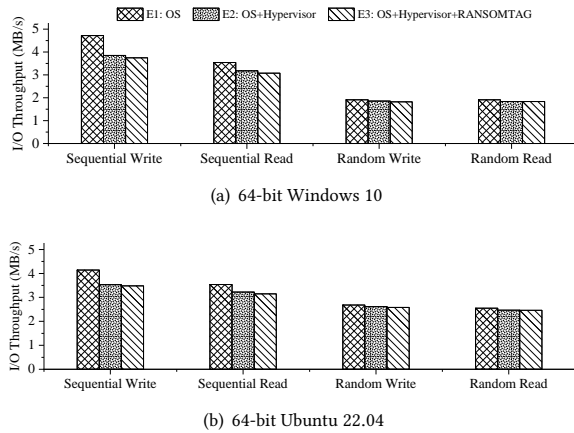 E1: OS E2: OS+Hypervisor E3: OS+Hypervisor+RANSOMTAG
I/O Throughput (MB/s)
5
4
3
2
1
0
Sequential Write Sequential Read Random Write Random Read
(a) 64-bit Windows 10
I/O Throughput (MB/s)
5
4
3
2
1
0
Sequential Write Sequential Read Random Write Random Read
(b) 64-bit Ubuntu 22.04